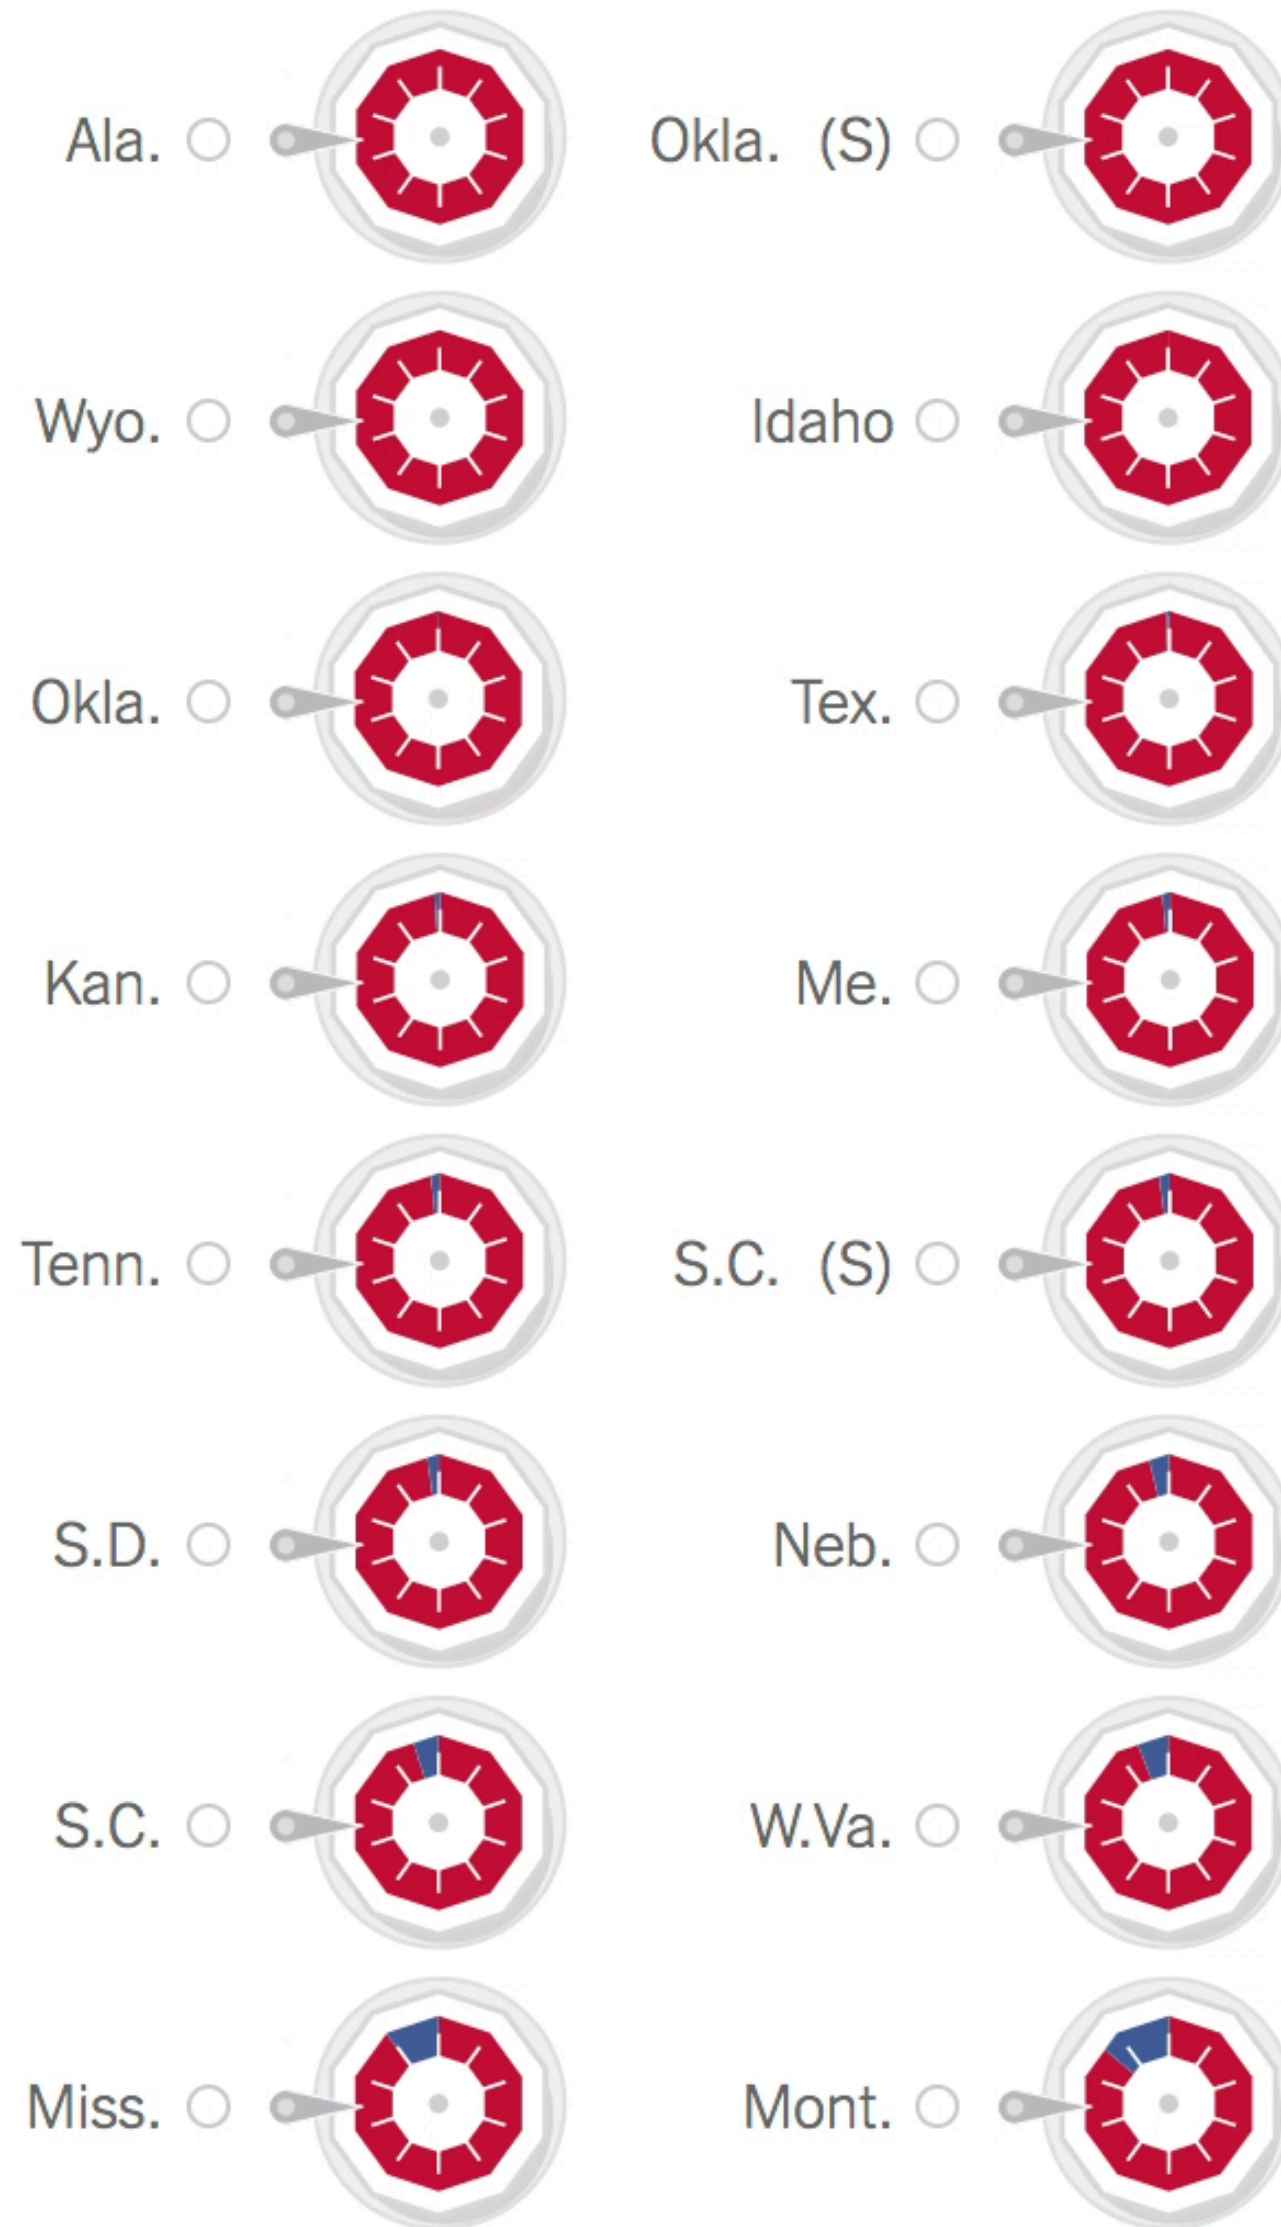 Ala. Okla. (S)
Wyo. Idaho
Okla. Tex.
Kan. Me.
Tenn. S.C. (S)
S.D. Neb.
S.C. W.Va.
Miss. Mont.